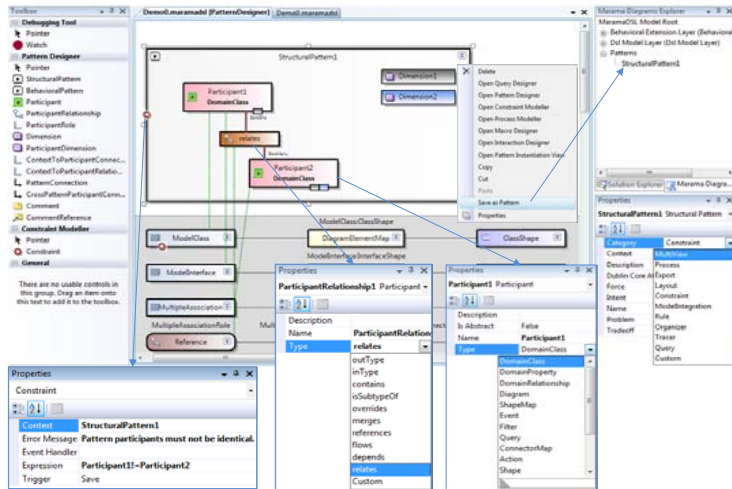 Toolbox
Debugging Tool
Pointer
Watch
Pattern Designer
Pointer
StructuralPattern
BehavioralPattern
Participant
ParticipantRelationship
ParticipantRole
Dimension
ParticipantDimension
ContextToParticipantConnec...
ContextToParticipantRelatio...
PatternConnection
CrossPatternParticipantConn...
Comment
CommentReference
Constraint Modeller
Pointer
Constraint
General
There are no usable controls in
this group. Drag an item onto
this text to add it to the toolbox.
Demo0.maramadsl [PatternDesigner]
Demo0.maramadsl
StructuralPattern1
Participant1
DomainClass
relates
Participant2
DomainClass
Dimension1
Dimension2
Delete
Open Query Designer
Open Pattern Designer
Open Constraint Modeller
Open Process Modeller
Open Macro Designer
Open Interaction Designer
Open Pattern Instantiation View
Copy
Cut
Paste
Save as Pattern
Properties
ModelClass:ClassShape
ModelClass
DiagramElementMap
ClassShape
ModelInterface:InterfaceShape
ModelInterface
MultipleAssociation
MultipleAssociationRole
Reference
Marama Diagrams Explorer
MaramaDSL Model Root
Behavioral Extension Layer (Behavioral
Dsl Model Layer (Dsl Model Layer)
Patterns
StructuralPattern1
Solution Explorer
Marama Diagra...
Properties
StructuralPattern1 Structural Pattern
Category Constraint
Context
Description
Dublin Core
Force
Intent
Name
Problem
Tradeoff
MultiView
Process
Export
Layout
Constraint
ModelIntegration
Rule
Organizer
Tracer
Query
Custom
Properties
ParticipantRelationship1 Participant
Description
Name ParticipantRelation
Type relates
outType
inType
contains
isSubtypeOf
overrides
merges
references
flows
depends
relates
Custom
Properties
Participant1 Participant
Description
Is Abstract False
Name Participant1
Type DomainClass
DomainClass
DomainProperty
DomainRelationship
Diagram
ShapeMap
Event
Filter
Query
ConnectorMap
Action
Shape
Properties
Constraint
Context StructuralPattern1
Error Message Pattern participants must not be identical.
Event Handler
Expression Participant1!=Participant2
Trigger Save